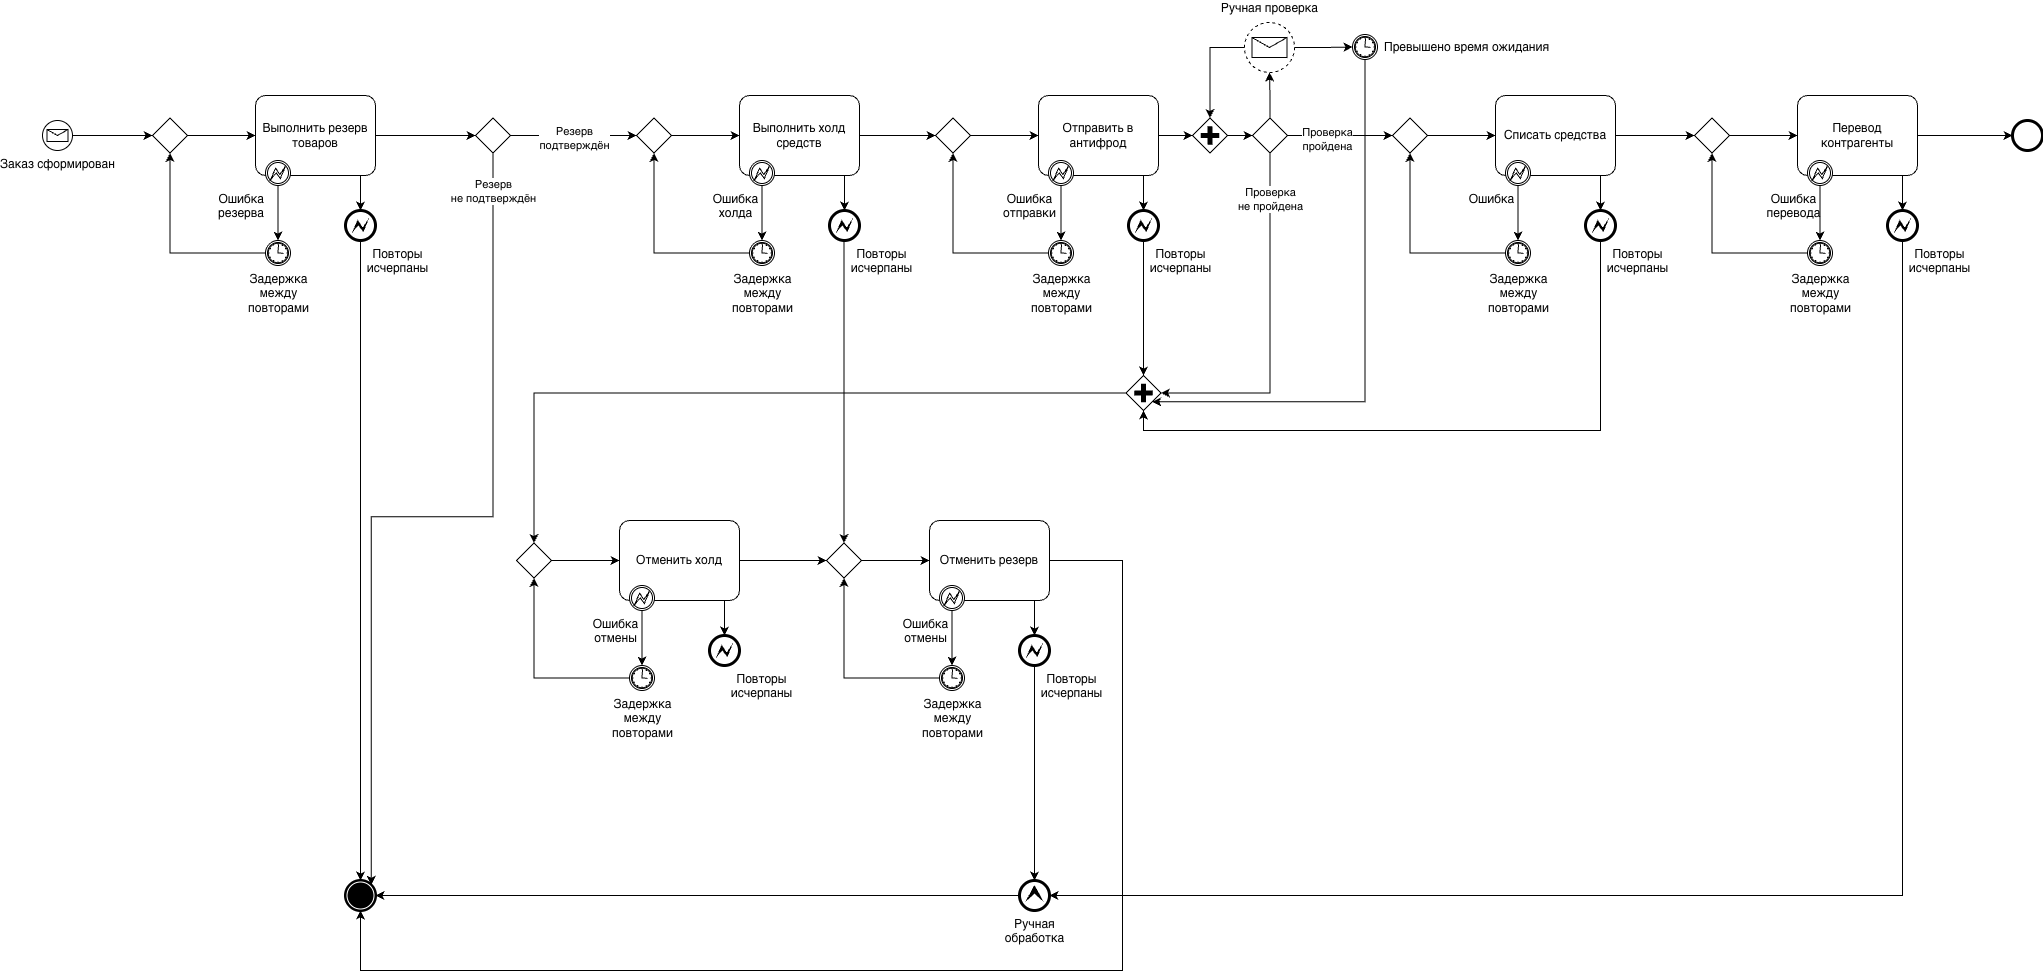 Ручная проверка
Превышено время ожидания
Заказ сформирован
Выполнить резерв
товаров
Резерв
подтверждён
Выполнить холд
средств
Отправить в
антифрод
Проверка
пройдена
Списать средства
Перевод
контрагенты
Ошибка
резерва
Резерв
не подтверждён
Ошибка
холда
Ошибка
отправки
Проверка
не пройдена
Ошибка
Ошибка
перевода
Задержка
между
повторами
Повторы
исчерпаны
Задержка
между
повторами
Повторы
исчерпаны
Задержка
между
повторами
Повторы
исчерпаны
Задержка
между
повторами
Повторы
исчерпаны
Задержка
между
повторами
Повторы
исчерпаны
Отменить холд
Отменить резерв
Ошибка
отмены
Ошибка
отмены
Задержка
между
повторами
Повторы
исчерпаны
Задержка
между
повторами
Повторы
исчерпаны
Ручная
обработка